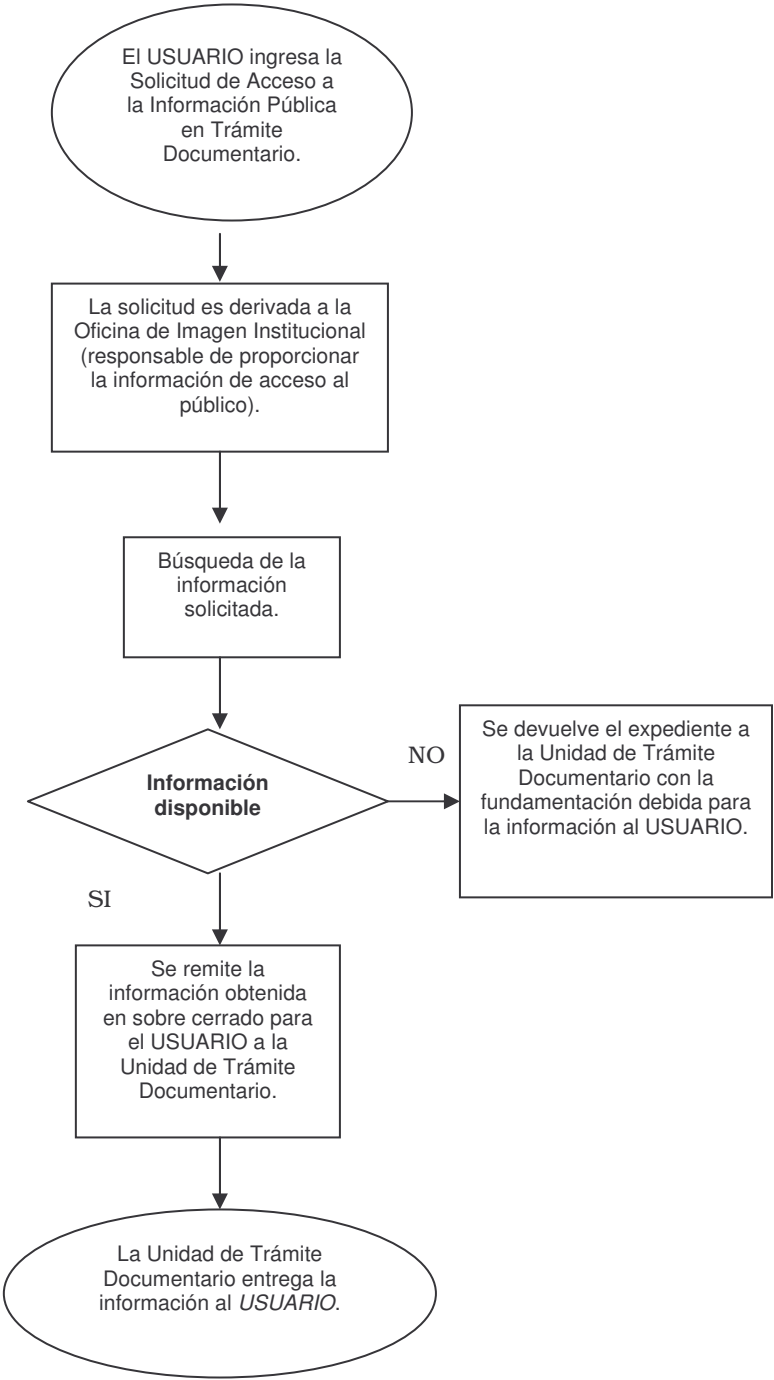 El USUARIO ingresa la
Solicitud de Acceso a
la Información Pública
en Trámite
Documentario.
La solicitud es derivada a la
Oficina de Imagen Institucional
(responsable de proporcionar
la información de acceso al
público).
Búsqueda de la
información
solicitada.
Información
disponible
NO
Se devuelve el expediente a
la Unidad de Trámite
Documentario con la
fundamentación debida para
la información al USUARIO.
SI
Se remite la
información obtenida
en sobre cerrado para
el USUARIO a la
Unidad de Trámite
Documentario.
La Unidad de Trámite
Documentario entrega la
información al USUARIO.